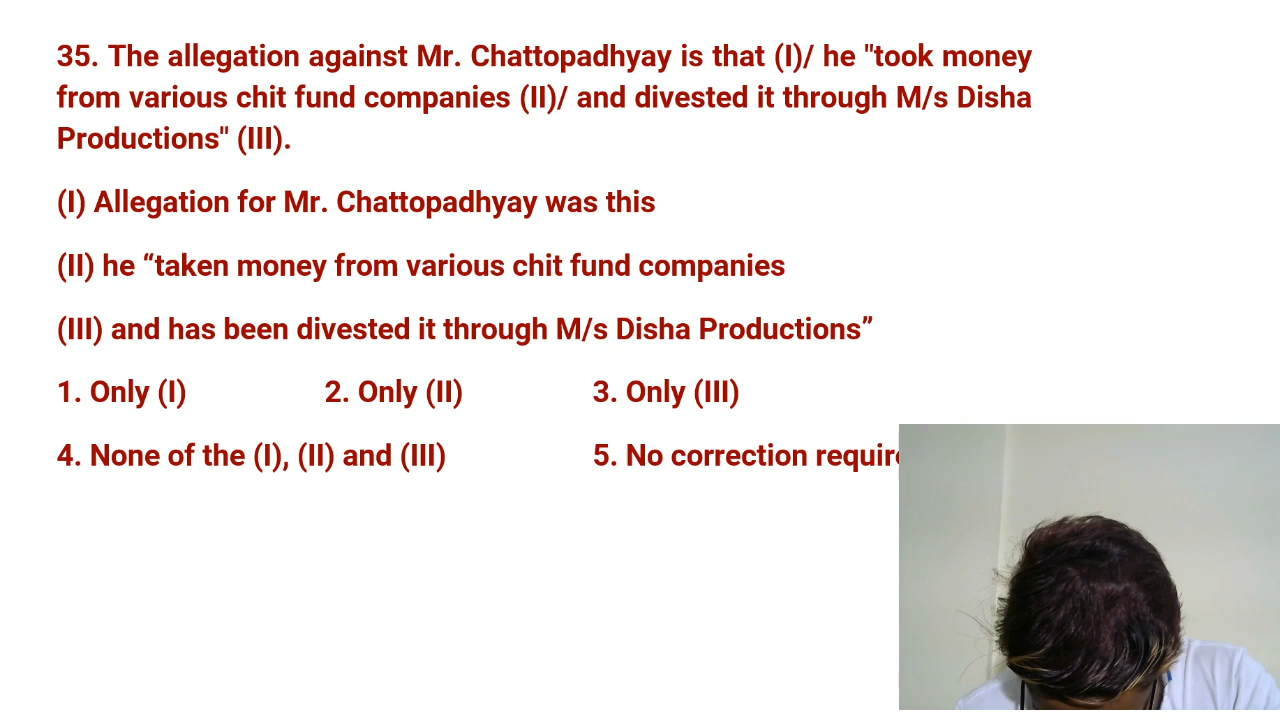 35. The allegation against Mr. Chattopadhyay is that (I)/ he "took money
from various chit fund companies (II)/ and divested it through M/s Disha
Productions" (III).
(I) Allegation for Mr. Chattopadhyay was this
(II) he “taken money from various chit fund companies
(III) and has been divested it through M/s Disha Productions”
1. Only (I) 2. Only (II) 3. Only (III)
4. None of the (I), (II) and (III) 5. No correction